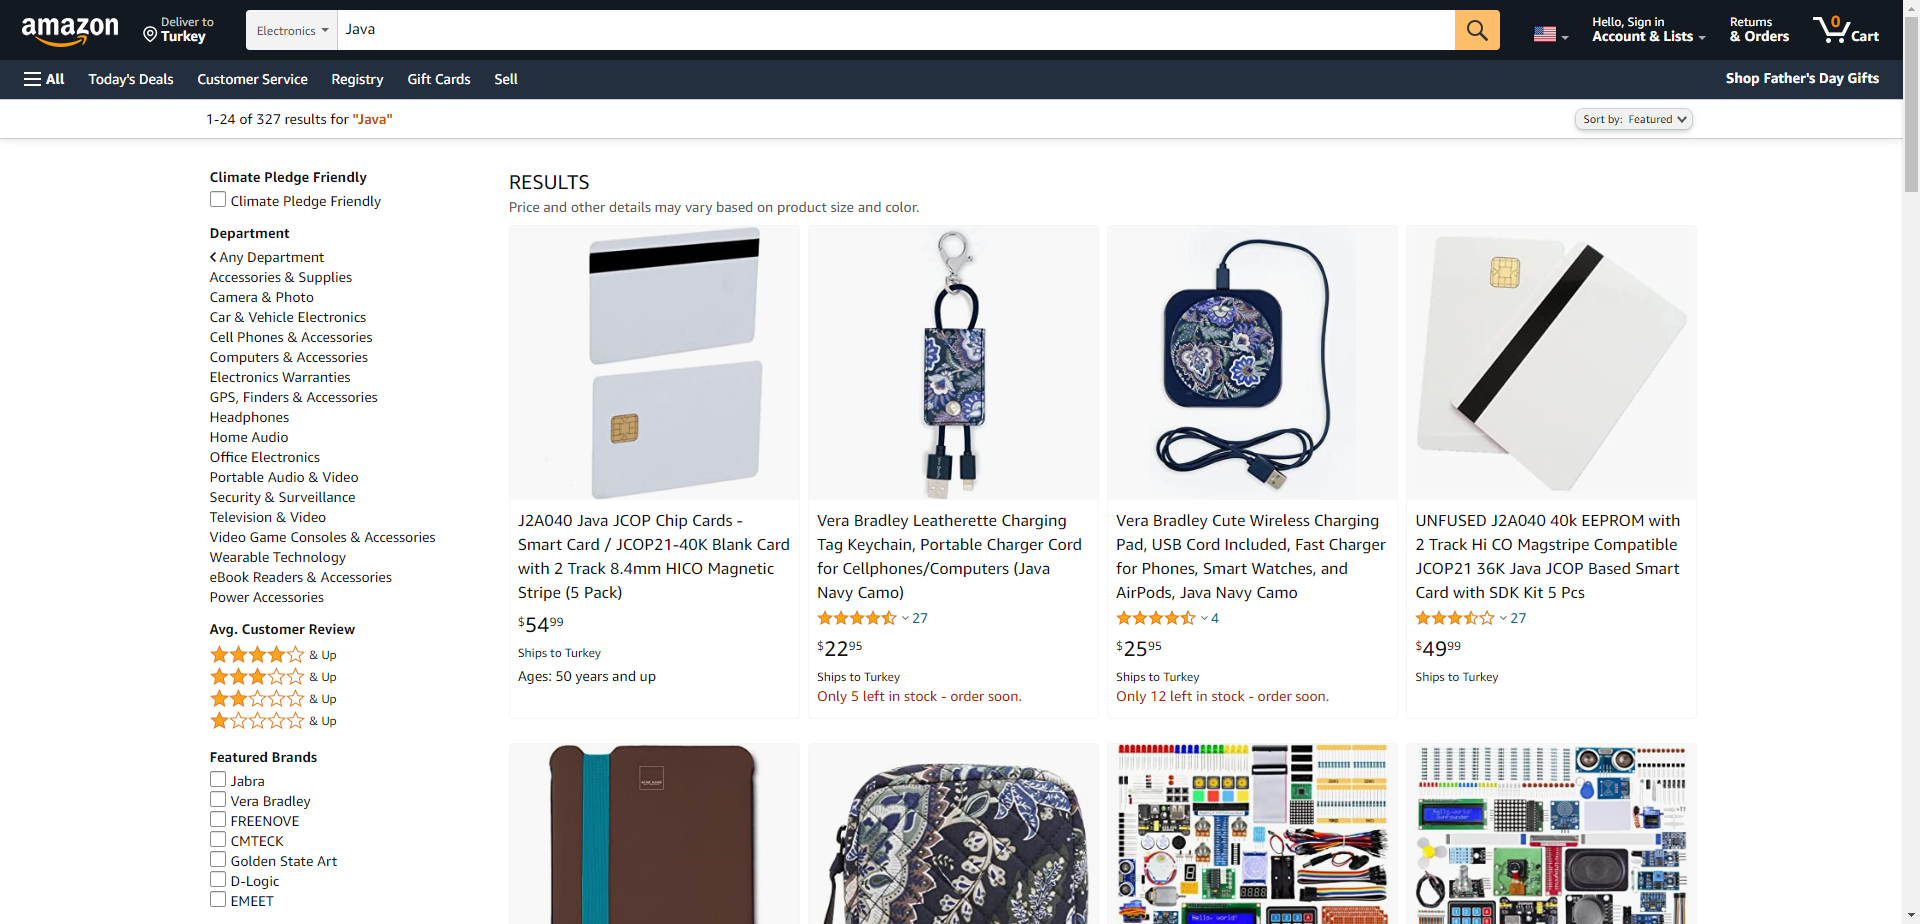 amazon
Deliver to
Turkey
Electronics
Java
Hello, Sign in
Account & Lists
Returns
& Orders
0
Cart
All
Today's Deals
Customer Service
Registry
Gift Cards
Sell
Shop Father's Day Gifts
1-24 of 327 results for "Java"
Sort by: Featured
Climate Pledge Friendly
Climate Pledge Friendly
Department
Any Department
Accessories & Supplies
Camera & Photo
Car & Vehicle Electronics
Cell Phones & Accessories
Computers & Accessories
Electronics Warranties
GPS, Finders & Accessories
Headphones
Home Audio
Office Electronics
Portable Audio & Video
Security & Surveillance
Television & Video
Video Game Consoles & Accessories
Wearable Technology
eBook Readers & Accessories
Power Accessories
Avg. Customer Review
& Up
& Up
& Up
& Up
Featured Brands
Jabra
Vera Bradley
FREENOVE
CMTECK
Golden State Art
D-Logic
EMEET
RESULTS
Price and other details may vary based on product size and color.
J2A040 Java JCOP Chip Cards -
Smart Card / JCOP21-40K Blank Card
with 2 Track 8.4mm HICO Magnetic
Stripe (5 Pack)
$54 99
Ships to Turkey
Ages: 50 years and up
Vera Bradley Leatherette Charging
Tag Keychain, Portable Charger Cord
for Cellphones/Computers (Java
Navy Camo)
27
$22 95
Ships to Turkey
Only 5 left in stock - order soon.
Vera Bradley Cute Wireless Charging
Pad, USB Cord Included, Fast Charger
for Phones, Smart Watches, and
AirPods, Java Navy Camo
4
$25 95
Ships to Turkey
Only 12 left in stock - order soon.
UNFUSED J2A040 40k EEPROM with
2 Track Hi CO Magstripe Compatible
JCOP21 36K Java JCOP Based Smart
Card with SDK Kit 5 Pcs
27
$49 99
Ships to Turkey
Hello world!